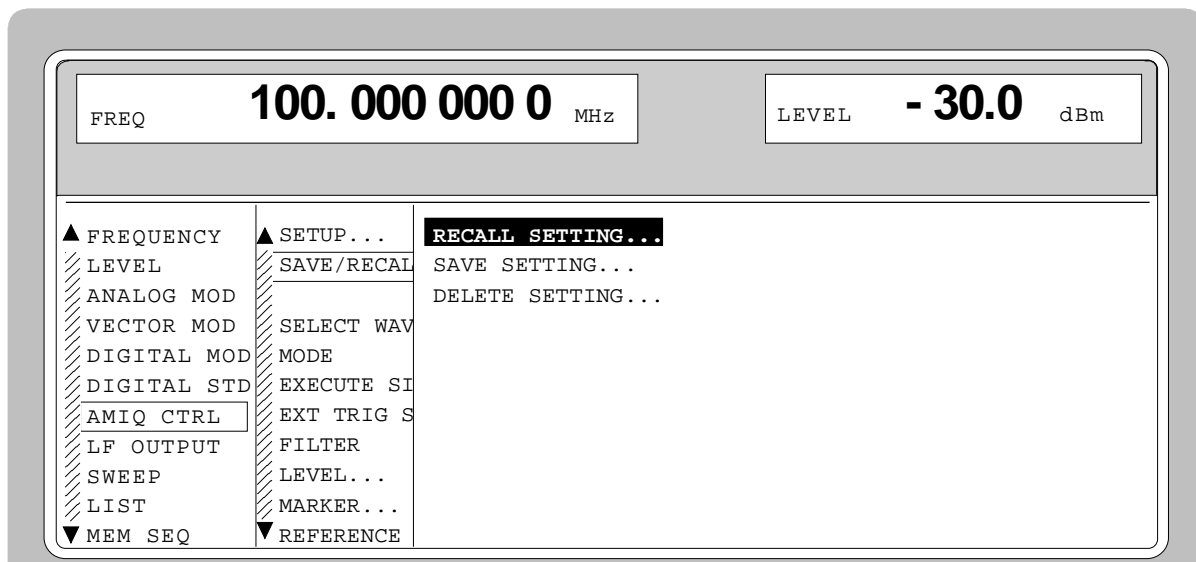 FREQ 100. 000 000 0 MHz
LEVEL - 30.0 dBm
FREQUENCY
LEVEL
ANALOG MOD
VECTOR MOD
DIGITAL MOD
DIGITAL STD
AMIQ CTRL
LF OUTPUT
SWEEP
LIST
MEM SEQ
SETUP...
SAVE/RECAL
SELECT WAV
MODE
EXECUTE SI
EXT TRIG S
FILTER
LEVEL...
MARKER...
REFERENCE
RECALL SETTING...
SAVE SETTING...
DELETE SETTING...